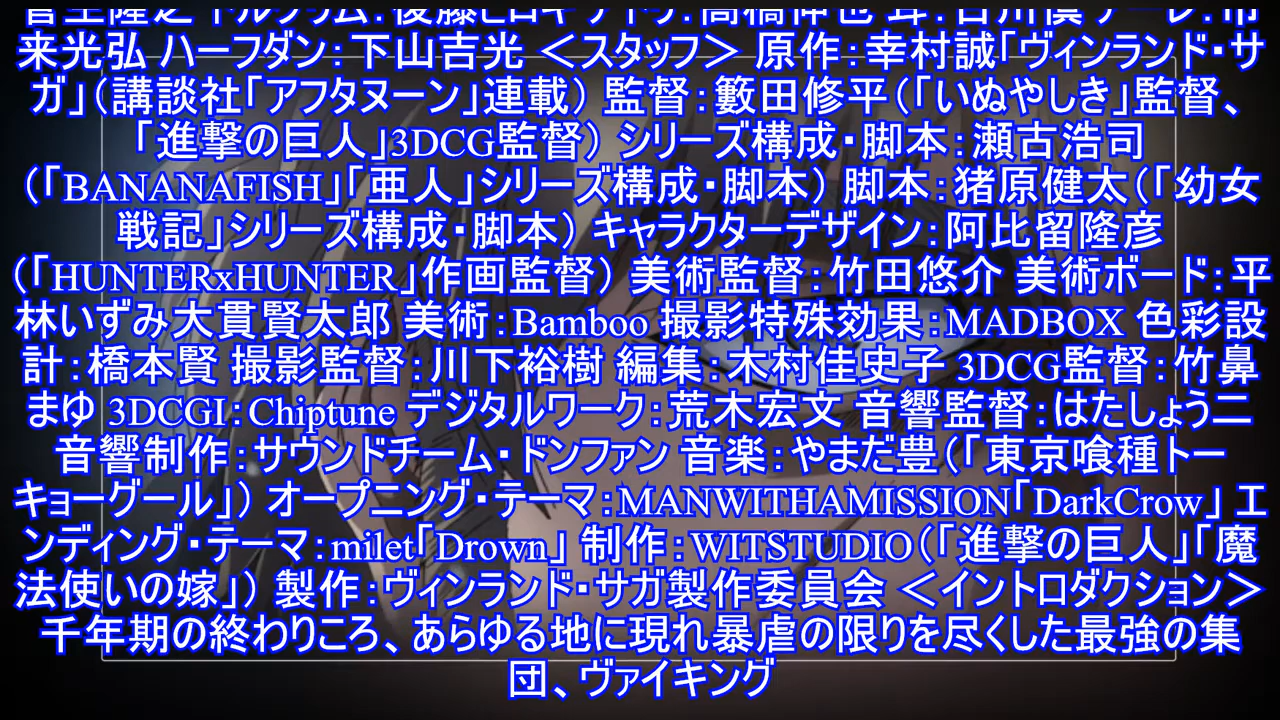 来光弘 ハーフダン：下山吉光 ＜スタッフ＞ 原作：幸村誠「ヴィンランド・サ
ガ」（講談社「アフタヌーン」連載） 監督：籔田修平（「いぬやしき」監督、
「進撃の巨人」3DCG監督） シリーズ構成・脚本：瀬古浩司
（「BANANAFISH」「亜人」シリーズ構成・脚本） 脚本：猪原健太（「幼女
戦記」シリーズ構成・脚本） キャラクターデザイン：阿比留隆彦
（「HUNTERxHUNTER」作画監督） 美術監督：竹田悠介 美術ボード：平
林いずみ大貫賢太郎 美術：Bamboo 撮影特殊効果：MADBOX 色彩設
計：橋本賢 撮影監督：川下裕樹 編集：木村佳史子 3DCG監督：竹鼻
まゆ 3DCGI：Chiptune デジタルワーク：荒木宏文 音響監督：はたしょう二
音響制作：サウンドチーム・ドンファン 音楽：やまだ豊（「東京喰種トー
キョーグール」） オープニング・テーマ：MANWITHAMISSION「DarkCrow」 エ
ンディング・テーマ：milet「Drown」 制作：WITSTUDIO（「進撃の巨人」「魔
法使いの嫁」） 製作：ヴィンランド・サガ製作委員会 ＜イントロダクション＞
千年期の終わりころ、あらゆる地に現れ暴虐の限りを尽くした最強の集
団、ヴァイキング